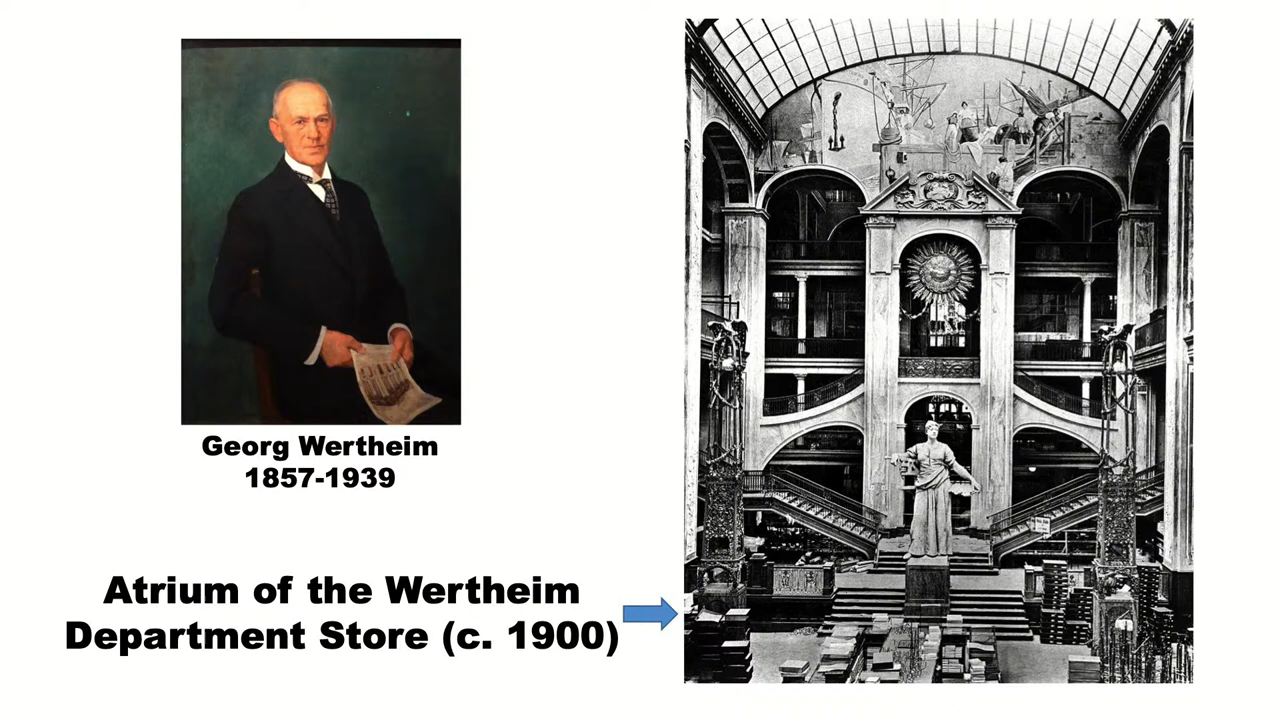 Georg Wertheim
1857-1939
Atrium of the Wertheim
Department Store (c. 1900)